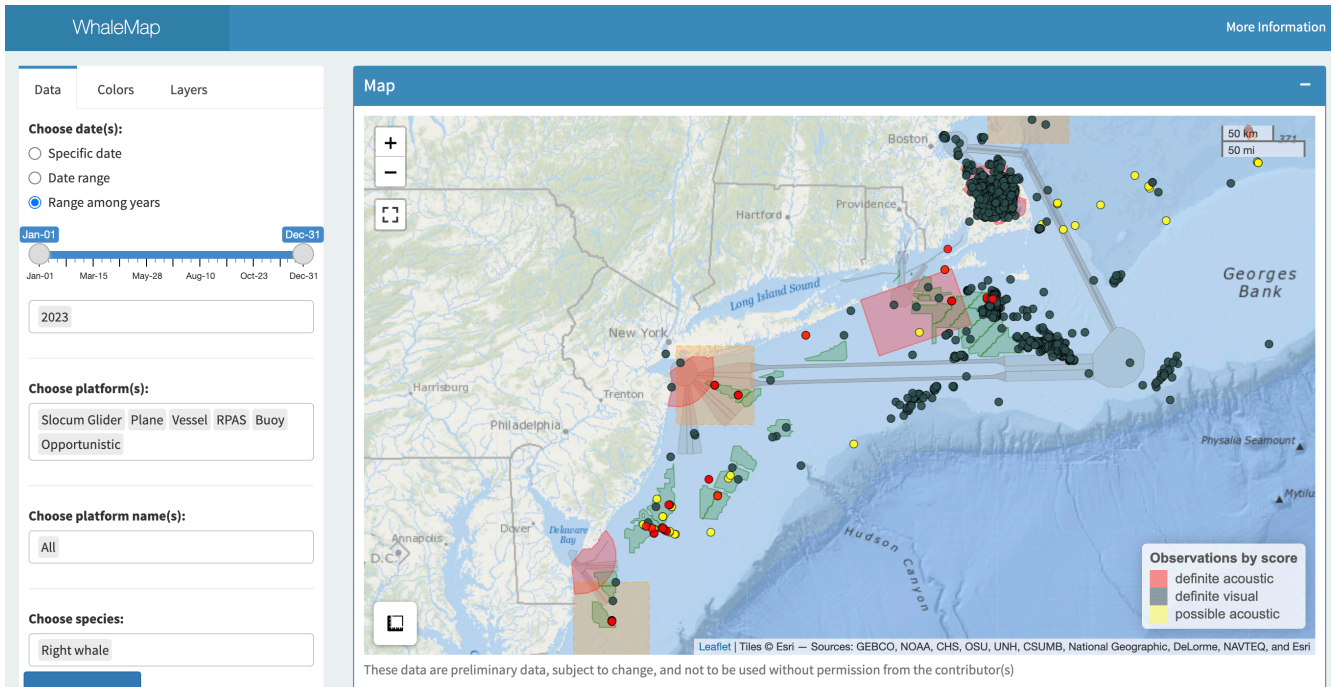 WhaleMap
More Information
Data
Colors
Layers
Choose date(s):
Specific date
Date range
Range among years
Jan-01
Dec-31
Jan-01
Mar-15
May-28
Aug-10
Oct-23
Dec-31
2023
Choose platform(s):
Slocum Glider
Plane
Vessel
RPAS
Buoy
Opportunistic
Choose platform name(s):
All
Choose species:
Right whale
Map
−
+
−
50 km
50 mi
371
Boston
Providence
Hartford
Long Island Sound
New York
Georges
Bank
Harrisburg
Trenton
Philadelphia
Physalia Seamount
Dover
Delaware
Bay
Annapolis
D.C.
Hudson
Canyon
Observations by score
definite acoustic
definite visual
possible acoustic
Leaflet | Tiles © Esri — Sources: GEBCO, NOAA, CHS, OSU, UNH, CSUMB, National Geographic, DeLorme, NAVTEQ, and Esri
These data are preliminary data, subject to change, and not to be used without permission from the contributor(s)